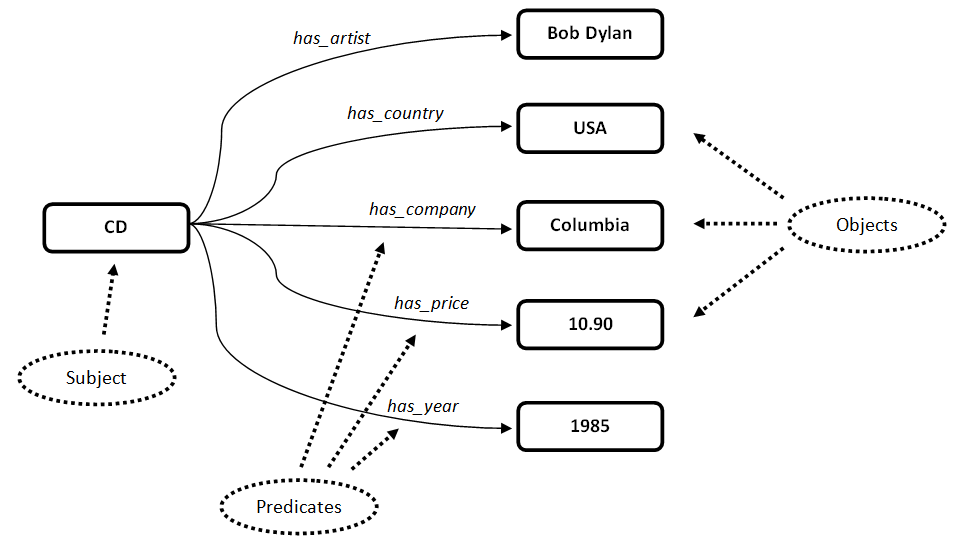 has_artist
Bob Dylan
has_country
USA
has_company
CD
Columbia
Objects
has_price
10.90
Subject
has_year
1985
Predicates